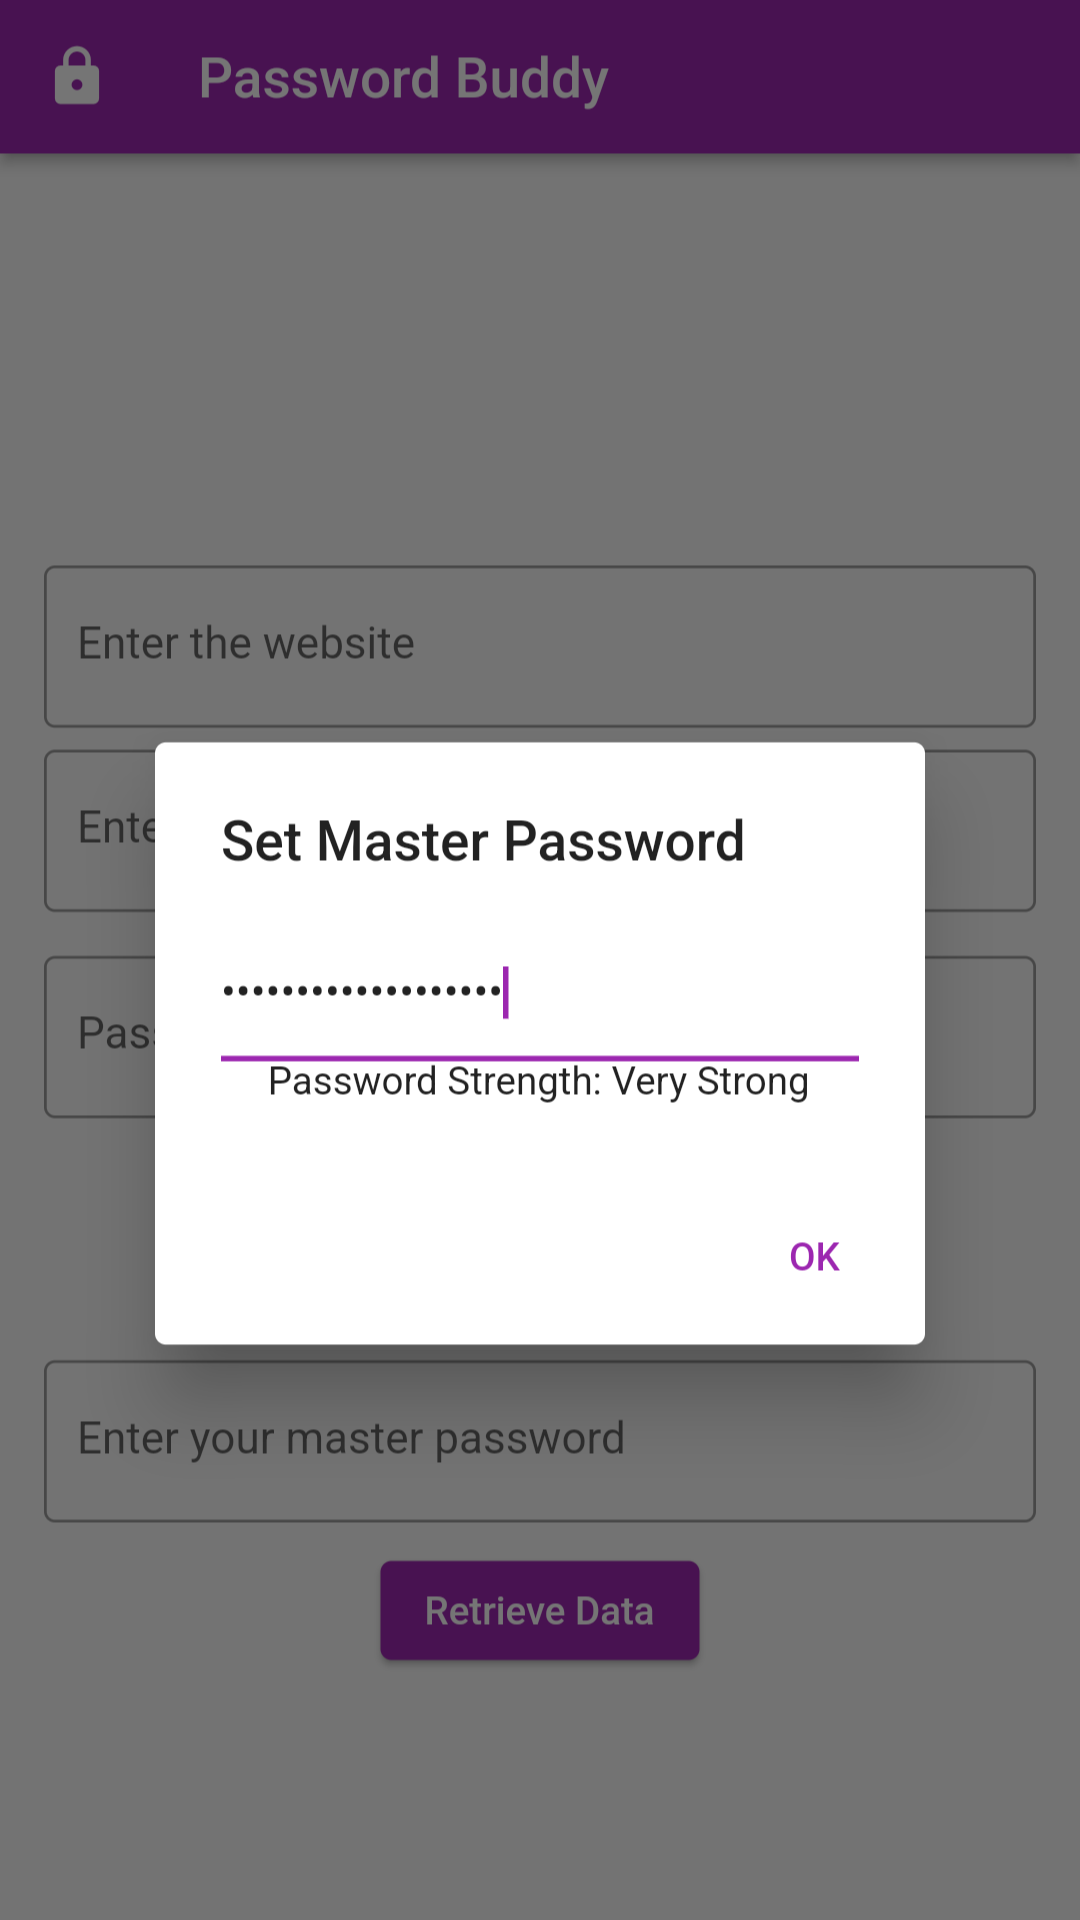 Password Buddy
Enter the website
Ente
Set Master Password
•••••••••••••••••••
Pas
Password Strength: Very Strong
OK
Enter your master password
Retrieve Data